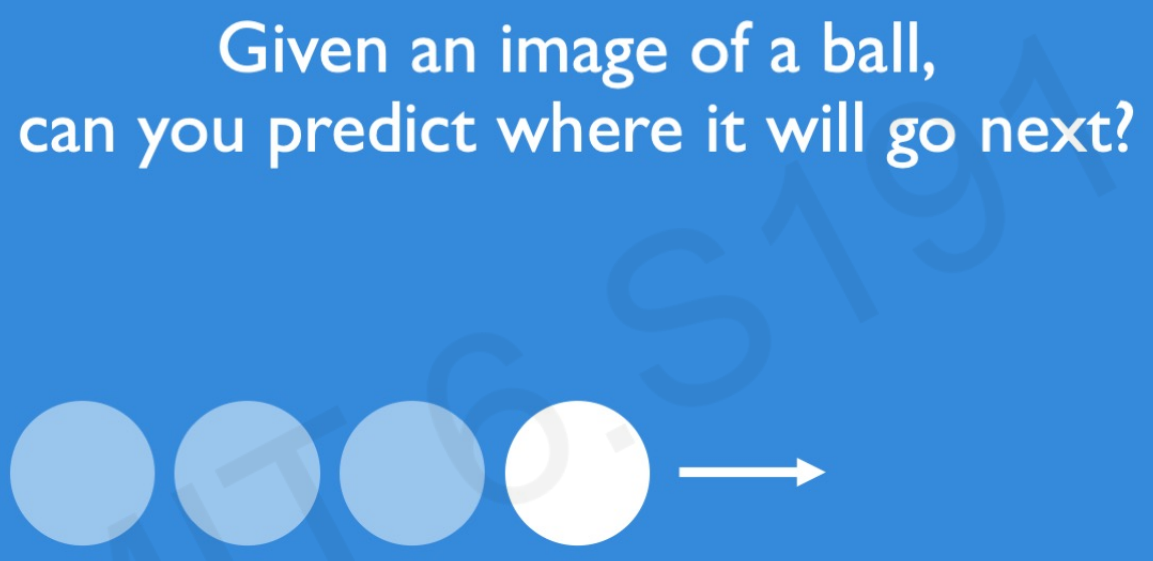 Given an image of a ball,
can you predict where it will go next?
MIT 6.S191